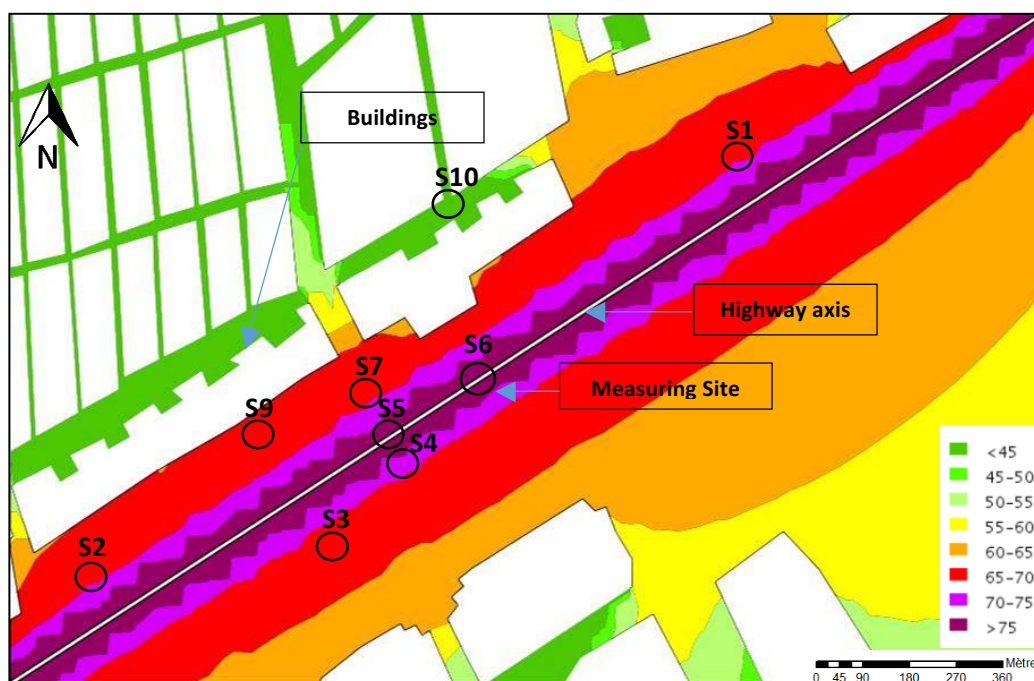 S1
Buildings
N
S10
Highway axis
S6
S7
Measuring Site
S5
S9
S4
<45
45-50
50-55
S3
55-60
S2
60-65
65-70
70-75
>75
Mètre
0 45 90 180 270 360